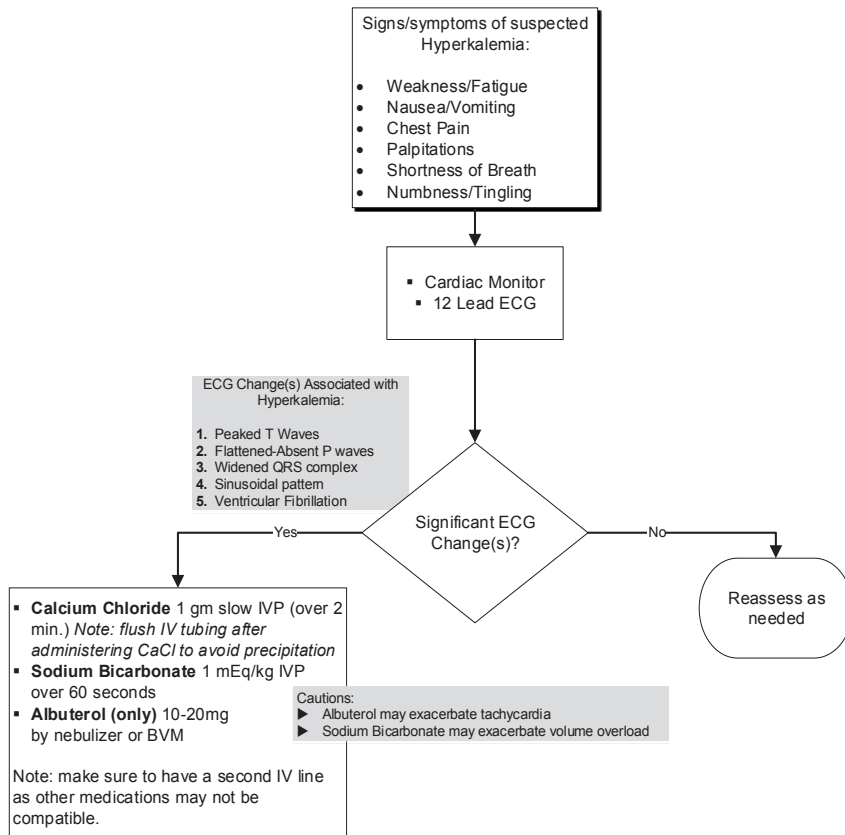 Signs/symptoms of suspected
Hyperkalemia:
• Weakness/Fatigue
• Nausea/Vomiting
• Chest Pain
• Palpitations
• Shortness of Breath
• Numbness/Tingling
▪ Cardiac Monitor
▪ 12 Lead ECG
ECG Change(s) Associated with
Hyperkalemia:
1. Peaked T Waves
2. Flattened-Absent P waves
3. Widened QRS complex
4. Sinusoidal pattern
5. Ventricular Fibrillation
Significant ECG
Change(s)?
Yes
No
▪ Calcium Chloride 1 gm slow IVP (over 2
min.) Note: flush IV tubing after
administering CaCl to avoid precipitation
▪ Sodium Bicarbonate 1 mEq/kg IVP
over 60 seconds
▪ Albuterol (only) 10-20mg
by nebulizer or BVM
Note: make sure to have a second IV line
as other medications may not be
compatible.
Cautions:
► Albuterol may exacerbate tachycardia
► Sodium Bicarbonate may exacerbate volume overload
Reassess as
needed